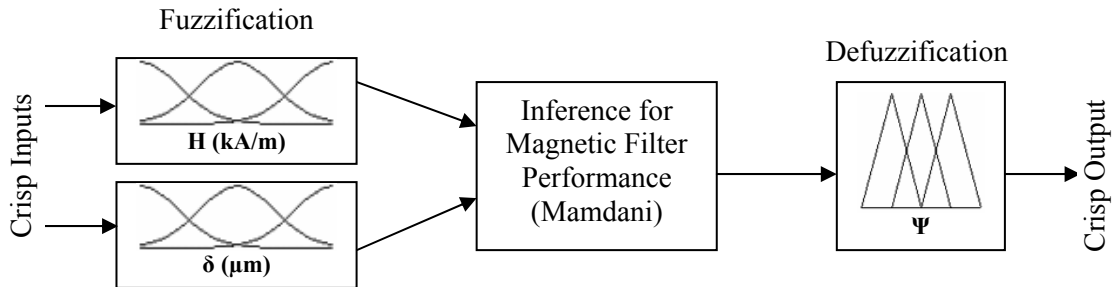 Fuzzification
Crisp Inputs
H (kA/m)
δ (μm)
Inference for
Magnetic Filter
Performance
(Mamdani)
Defuzzification
Ψ
Crisp Output